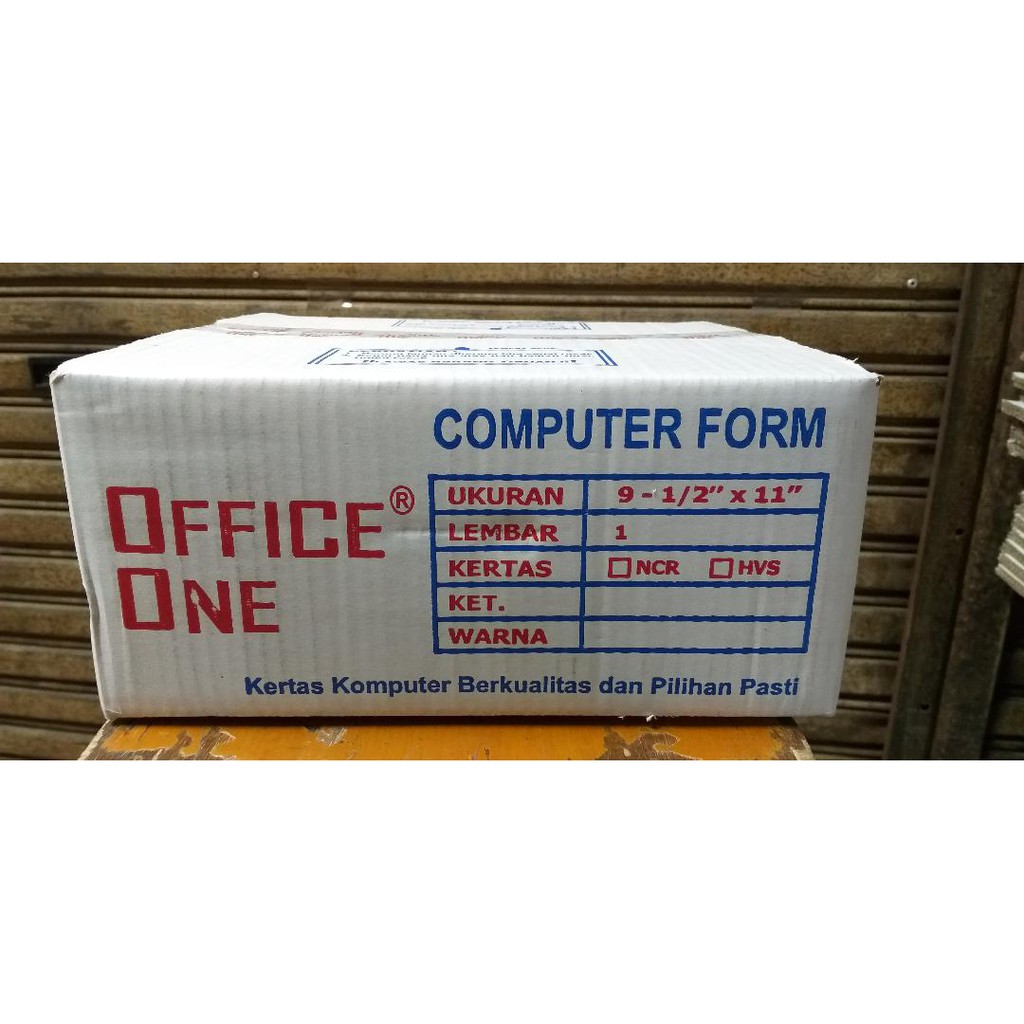 COMPUTER FORM
OFFICE ®
ONE
UKURAN 9 - 1/2” x 11”
LEMBAR 1
KERTAS NCR HVS
KET.
WARNA
Kertas Komputer Berkualitas dan Pilihan Pasti